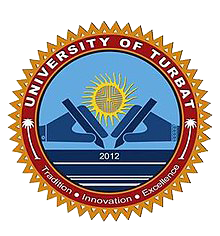 UNIVERSITY OF TURBAT
2012
Tradition • Innovation • Excellence